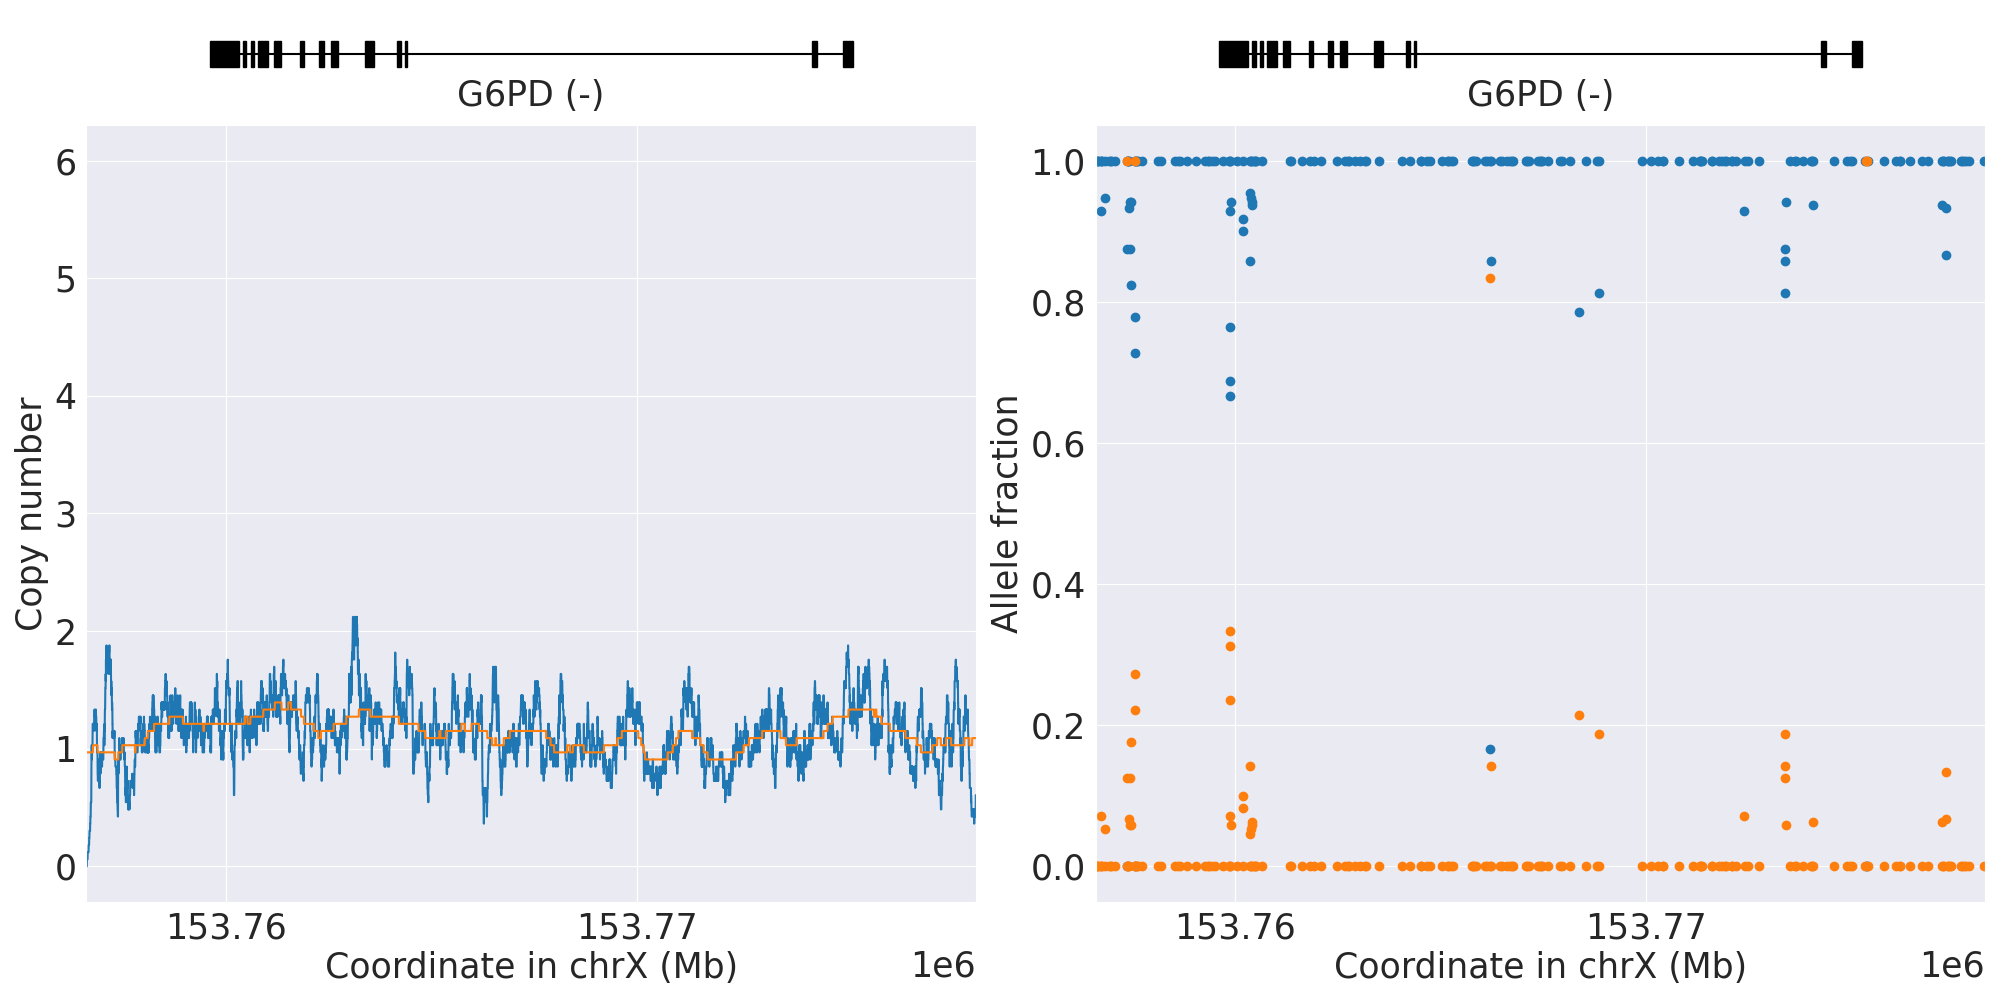 G6PD (-)
6
5
4
3
2
1
0
Copy number
153.76
153.77
Coordinate in chrX (Mb)
1e6
G6PD (-)
1.0
0.8
0.6
0.4
0.2
0.0
Allele fraction
153.76
153.77
Coordinate in chrX (Mb)
1e6